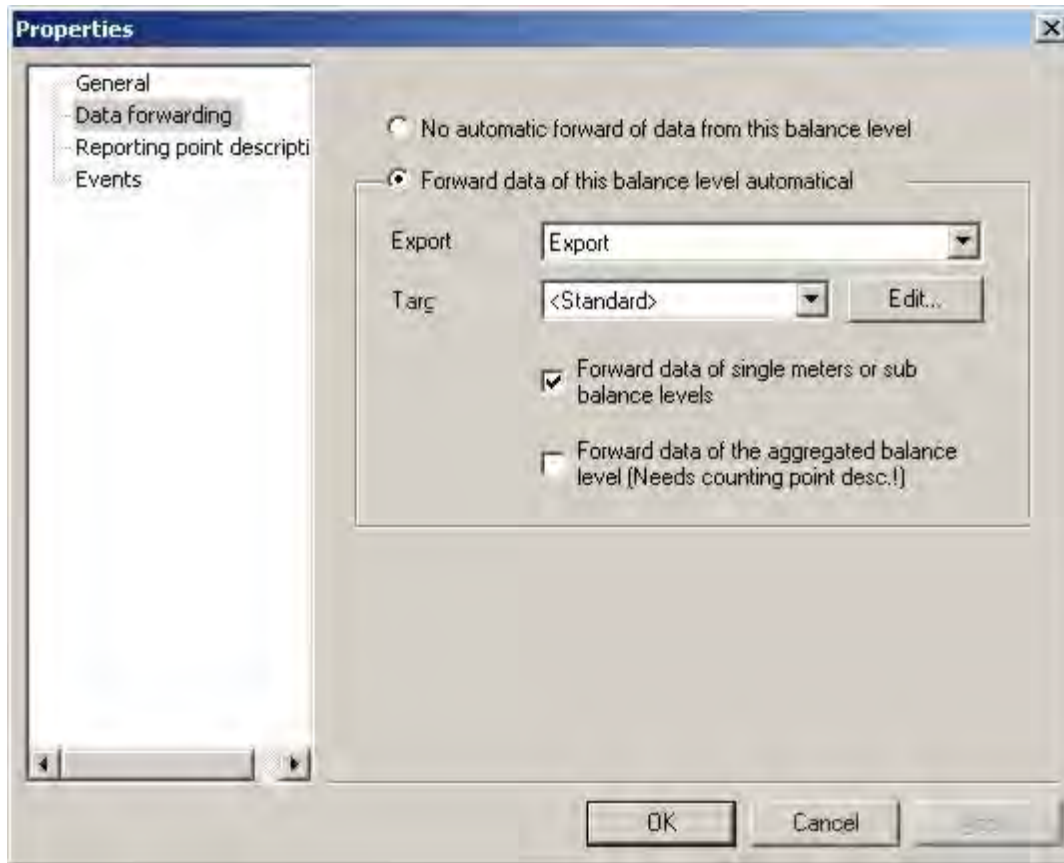 Properties
General
Data forwarding
Reporting point descripti
Events
No automatic forward of data from this balance level
Forward data of this balance level automatical
Export
Export
Targ
<Standard>
Edit...
Forward data of single meters or sub
balance levels
Forward data of the aggregated balance
level (Needs counting point desc.!)
OK
Cancel